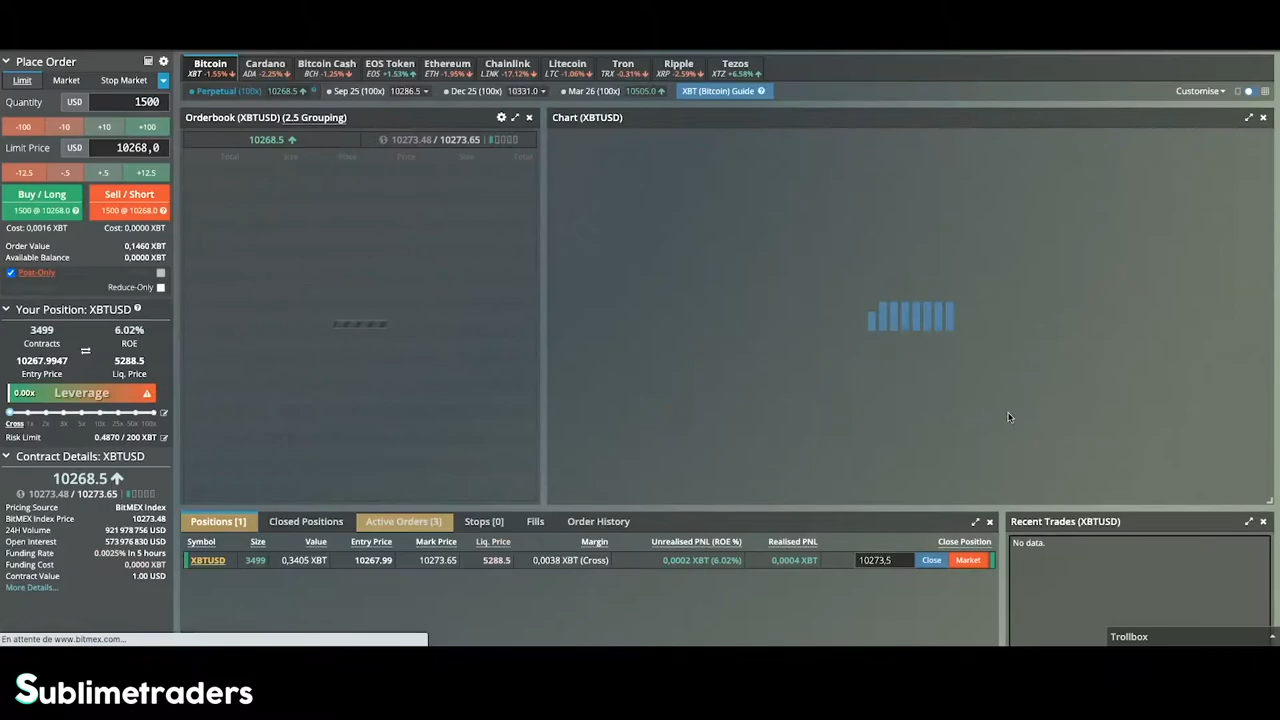 Place Order
Limit Market Stop Market
Quantity USD 1500
-100 -10 +10 +100
Limit Price USD 10268,0
-12.5 -.5 +.5 +12.5
Buy / Long
1500 @ 10268.0
Sell / Short
1500 @ 10268.0
Cost: 0,0016 XBT Cost: 0,0000 XBT
Order Value 0,1460 XBT
Available Balance 0,0000 XBT
Post-Only
Reduce-Only
Your Position: XBTUSD
3499 6.02%
Contracts ROE
10267.9947 5288.5
Entry Price Liq. Price
0.00x Leverage
Cross 1x 2x 3x 5x 10x 25x 50x 100x
Risk Limit 0.4870 / 200 XBT
Contract Details: XBTUSD
10268.5
10273.48 / 10273.65
Pricing Source BitMEX Index
BitMEX Index Price 10273.48
24H Volume 921 978 756 USD
Open Interest 573 976 830 USD
Funding Rate 0.0025% In 5 hours
Funding Cost 0,0000 XBT
Contract Value 1.00 USD
More Details...
En attente de www.bitmex.com...
Bitcoin Cardano Bitcoin Cash EOS Token Ethereum Chainlink Litecoin Tron Ripple Tezos
XBT -1.55% ADA -2.25% BCH -1.25% EOS +1.53% ETH -1.95% LINK -17.12% LTC -1.06% TRX -0.31% XRP -2.59% XTZ +6.58%
Perpetual (100x) 10268.5 Sep 25 (100x) 10286.5 Dec 25 (100x) 10331.0 Mar 26 (100x) 10505.0 XBT (Bitcoin) Guide Customise
Orderbook (XBTUSD) (2.5 Grouping)
10268.5 10273.48 / 10273.65
Total Size Price Price Size Total
Chart (XBTUSD)
Positions [1] Closed Positions Active Orders [3] Stops [0] Fills Order History
Symbol Size Value Entry Price Mark Price Liq. Price Margin Unrealised PNL (ROE %) Realised PNL Close Position
XBTUSD 3499 0,3405 XBT 10267.99 10273.65 5288.5 0,0038 XBT (Cross) 0,0002 XBT (6.02%) 0,0004 XBT 10273,5 Close Market
Recent Trades (XBTUSD)
No data.
Trollbox
Sublimetraders